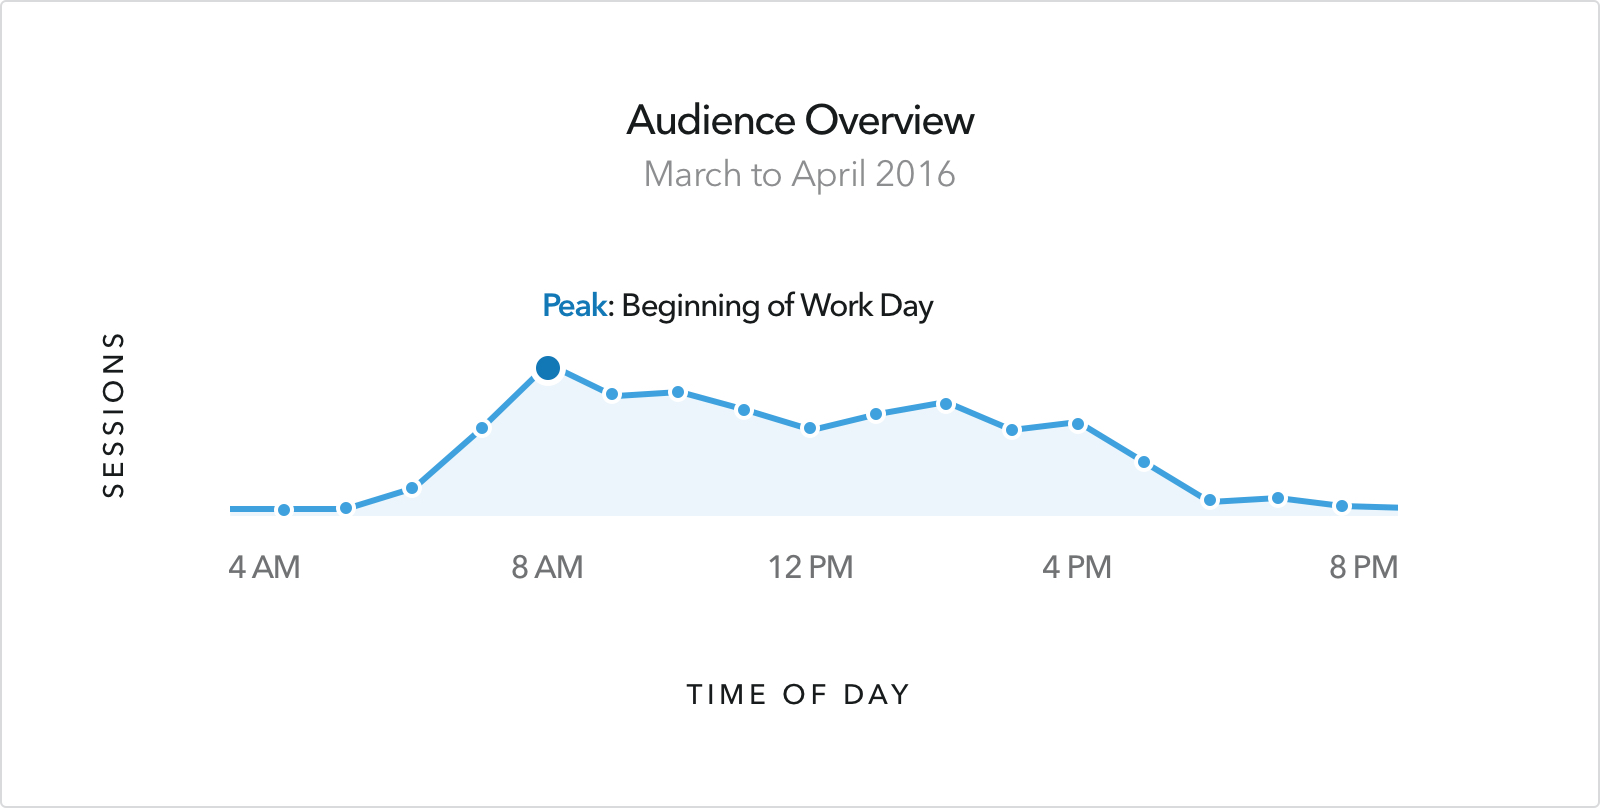 Audience Overview
March to April 2016
Peak: Beginning of Work Day
SESSIONS
4 AM
8 AM
12 PM
4 PM
8 PM
TIME OF DAY